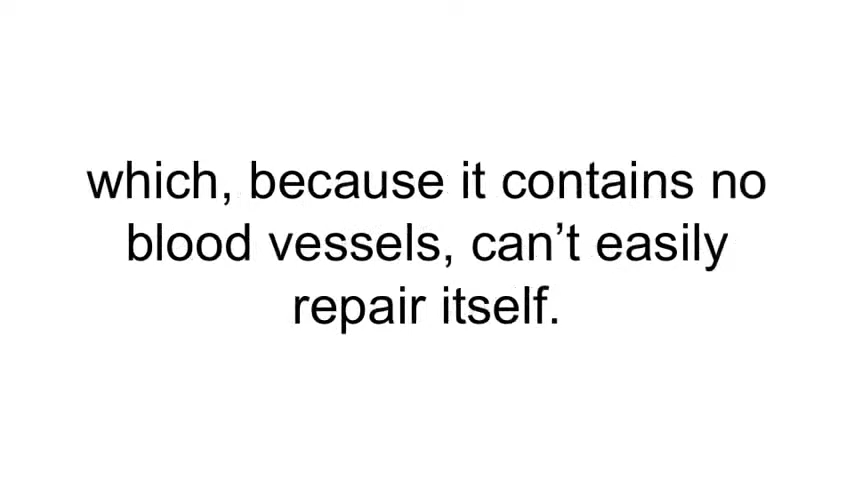 which, because it contains no
blood vessels, can’t easily
repair itself.